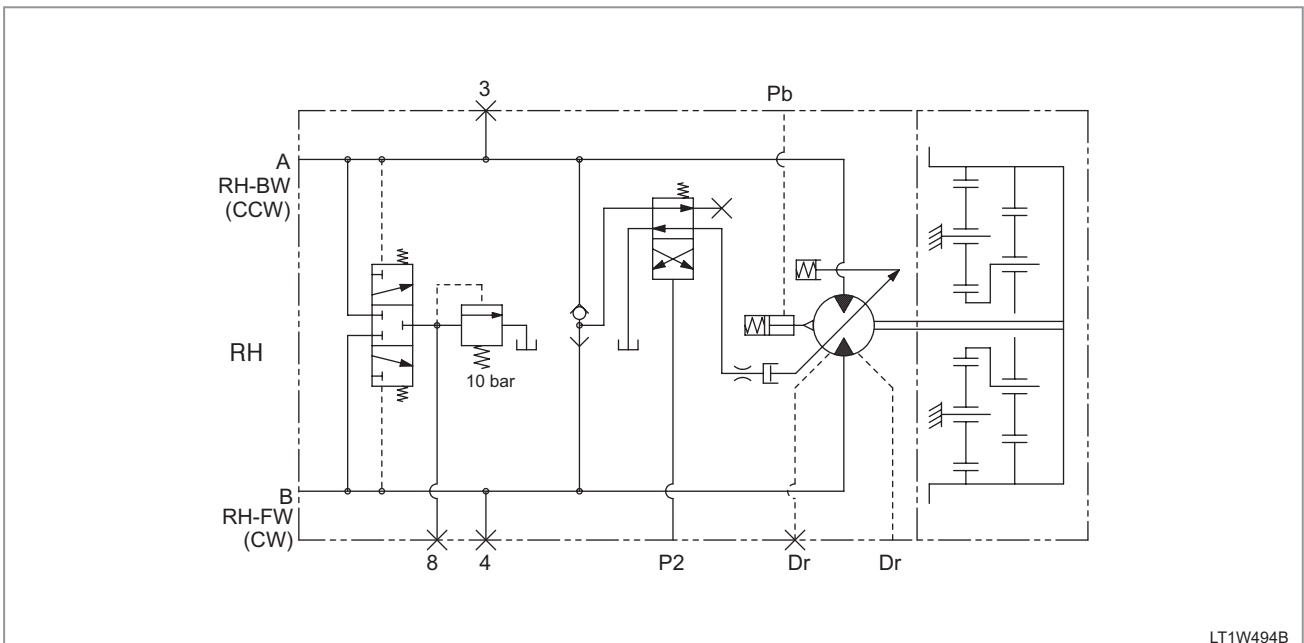 3
Pb
A
RH-BW
(CCW)
RH
10 bar
B
RH-FW
(CW)
8
4
P2
Dr
Dr
LT1W494B